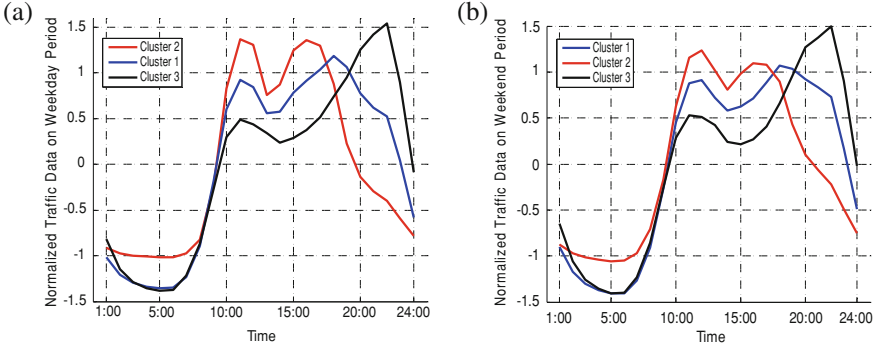 (a)
Normalized Traffic Data on Weekday Period
1.5
1
0.5
0
-0.5
-1
-1.5
Cluster 2
Cluster 1
Cluster 3
1:00 5:00 10:00 15:00 20:00 24:00
Time
(b)
Normalized Traffic Data on Weekend Period
1.5
1
0.5
0
-0.5
-1
-1.5
Cluster 1
Cluster 2
Cluster 3
1:00 5:00 10:00 15:00 20:00 24:00
Time